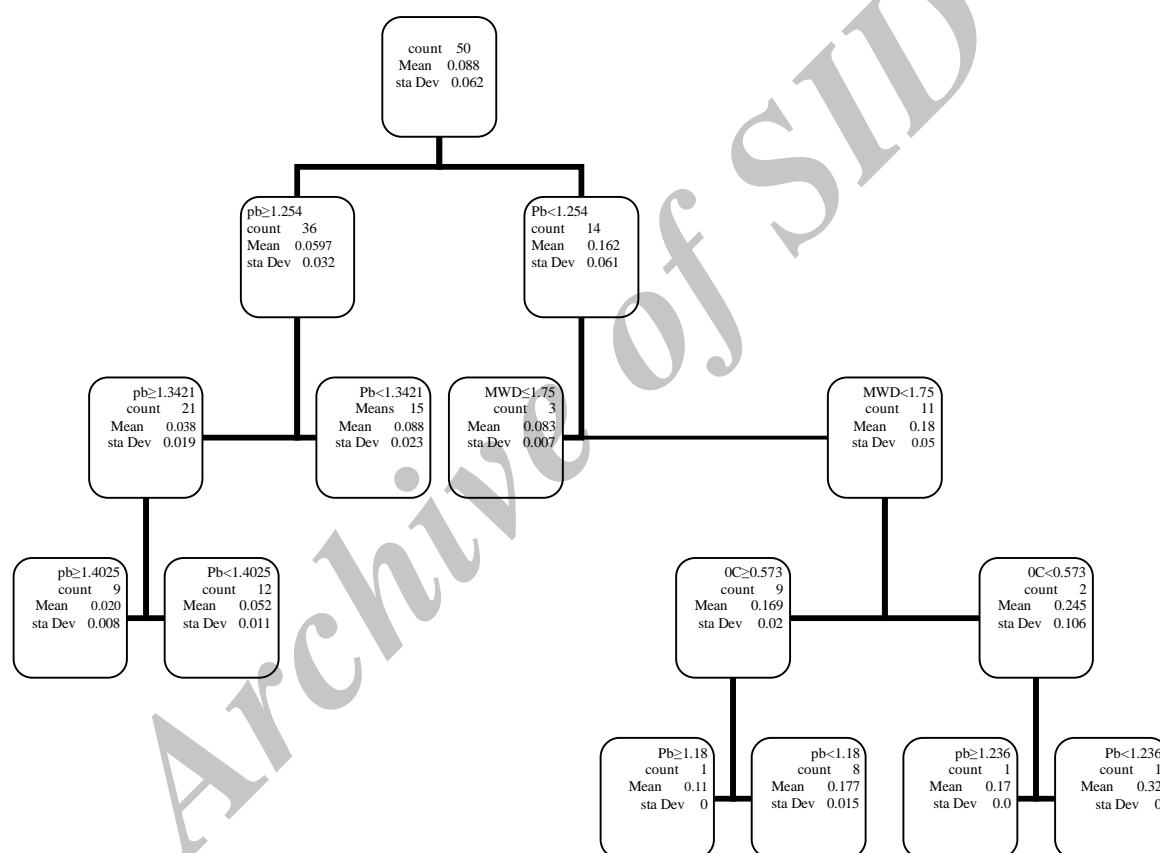 count 50
Mean 0.088
sta Dev 0.062
pb≥1.254
count 36
Mean 0.0597
sta Dev 0.032
Pb<1.254
count 14
Mean 0.162
sta Dev 0.061
pb≥1.3421
count 21
Mean 0.038
sta Dev 0.019
Pb<1.3421
Means 15
Mean 0.088
sta Dev 0.023
MWD≤1.75
count 3
Mean 0.083
sta Dev 0.007
MWD<1.75
count 11
Mean 0.18
sta Dev 0.05
pb≥1.4025
count 9
Mean 0.020
sta Dev 0.008
Pb<1.4025
count 12
Mean 0.052
sta Dev 0.011
0C≥0.573
count 9
Mean 0.169
sta Dev 0.02
0C<0.573
count 2
Mean 0.245
sta Dev 0.106
Pb≥1.18
count 1
Mean 0.11
sta Dev 0
pb<1.18
count 8
Mean 0.177
sta Dev 0.015
pb≥1.236
count 1
Mean 0.17
sta Dev 0.0
Pb<1.236
count 1
Mean 0.32
sta Dev 0
Archive of SID